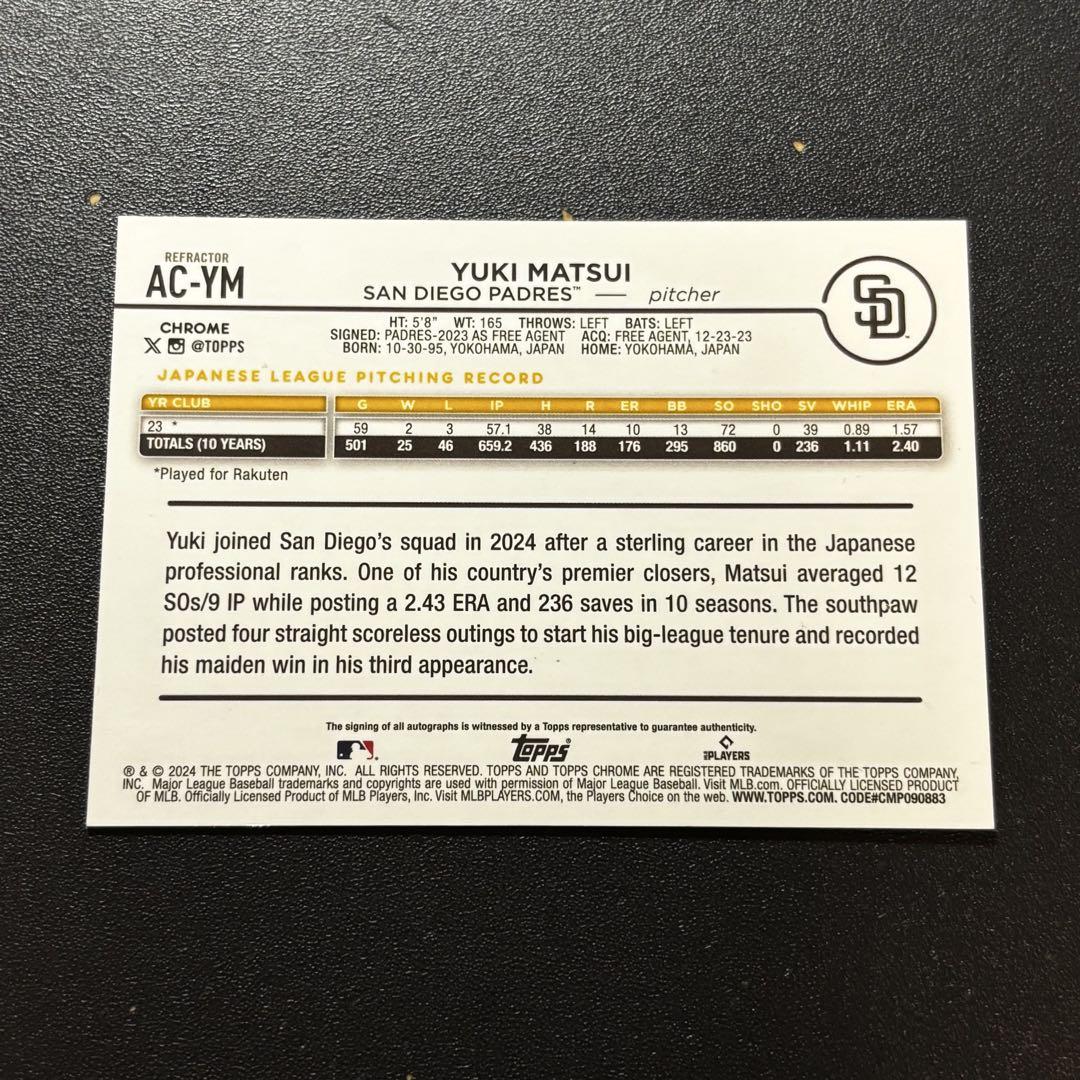 REFRACTOR
AC-YM
YUKI MATSUI
SAN DIEGO PADRES™ — pitcher
SD
CHROME
X @TOPPS
HT: 5'8" WT: 165 THROWS: LEFT BATS: LEFT
SIGNED: PADRES-2023 AS FREE AGENT ACQ: FREE AGENT, 12-23-23
BORN: 10-30-95, YOKOHAMA, JAPAN HOME: YOKOHAMA, JAPAN
JAPANESE LEAGUE PITCHING RECORD
YR CLUB G W L IP H R ER BB SO SHO SV WHIP ERA
23 * 59 2 3 57.1 38 14 10 13 72 0 39 0.89 1.57
TOTALS (10 YEARS) 501 25 46 659.2 436 188 176 295 860 0 236 1.11 2.40
*Played for Rakuten
Yuki joined San Diego's squad in 2024 after a sterling career in the Japanese
professional ranks. One of his country's premier closers, Matsui averaged 12
SOs/9 IP while posting a 2.43 ERA and 236 saves in 10 seasons. The southpaw
posted four straight scoreless outings to start his big-league tenure and recorded
his maiden win in his third appearance.
The signing of all autographs is witnessed by a Topps representative to guarantee authenticity.
topps®
PLAYERS
® & © 2024 THE TOPPS COMPANY, INC. ALL RIGHTS RESERVED. TOPPS AND TOPPS CHROME ARE REGISTERED TRADEMARKS OF THE TOPPS COMPANY,
INC. Major League Baseball trademarks and copyrights are used with permission of Major League Baseball. Visit MLB.com. OFFICIALLY LICENSED PRODUCT
OF MLB. Officially Licensed Product of MLB Players, Inc. Visit MLBPLAYERS.COM, the Players Choice on the web. WWW.TOPPS.COM. CODE#CMP090883